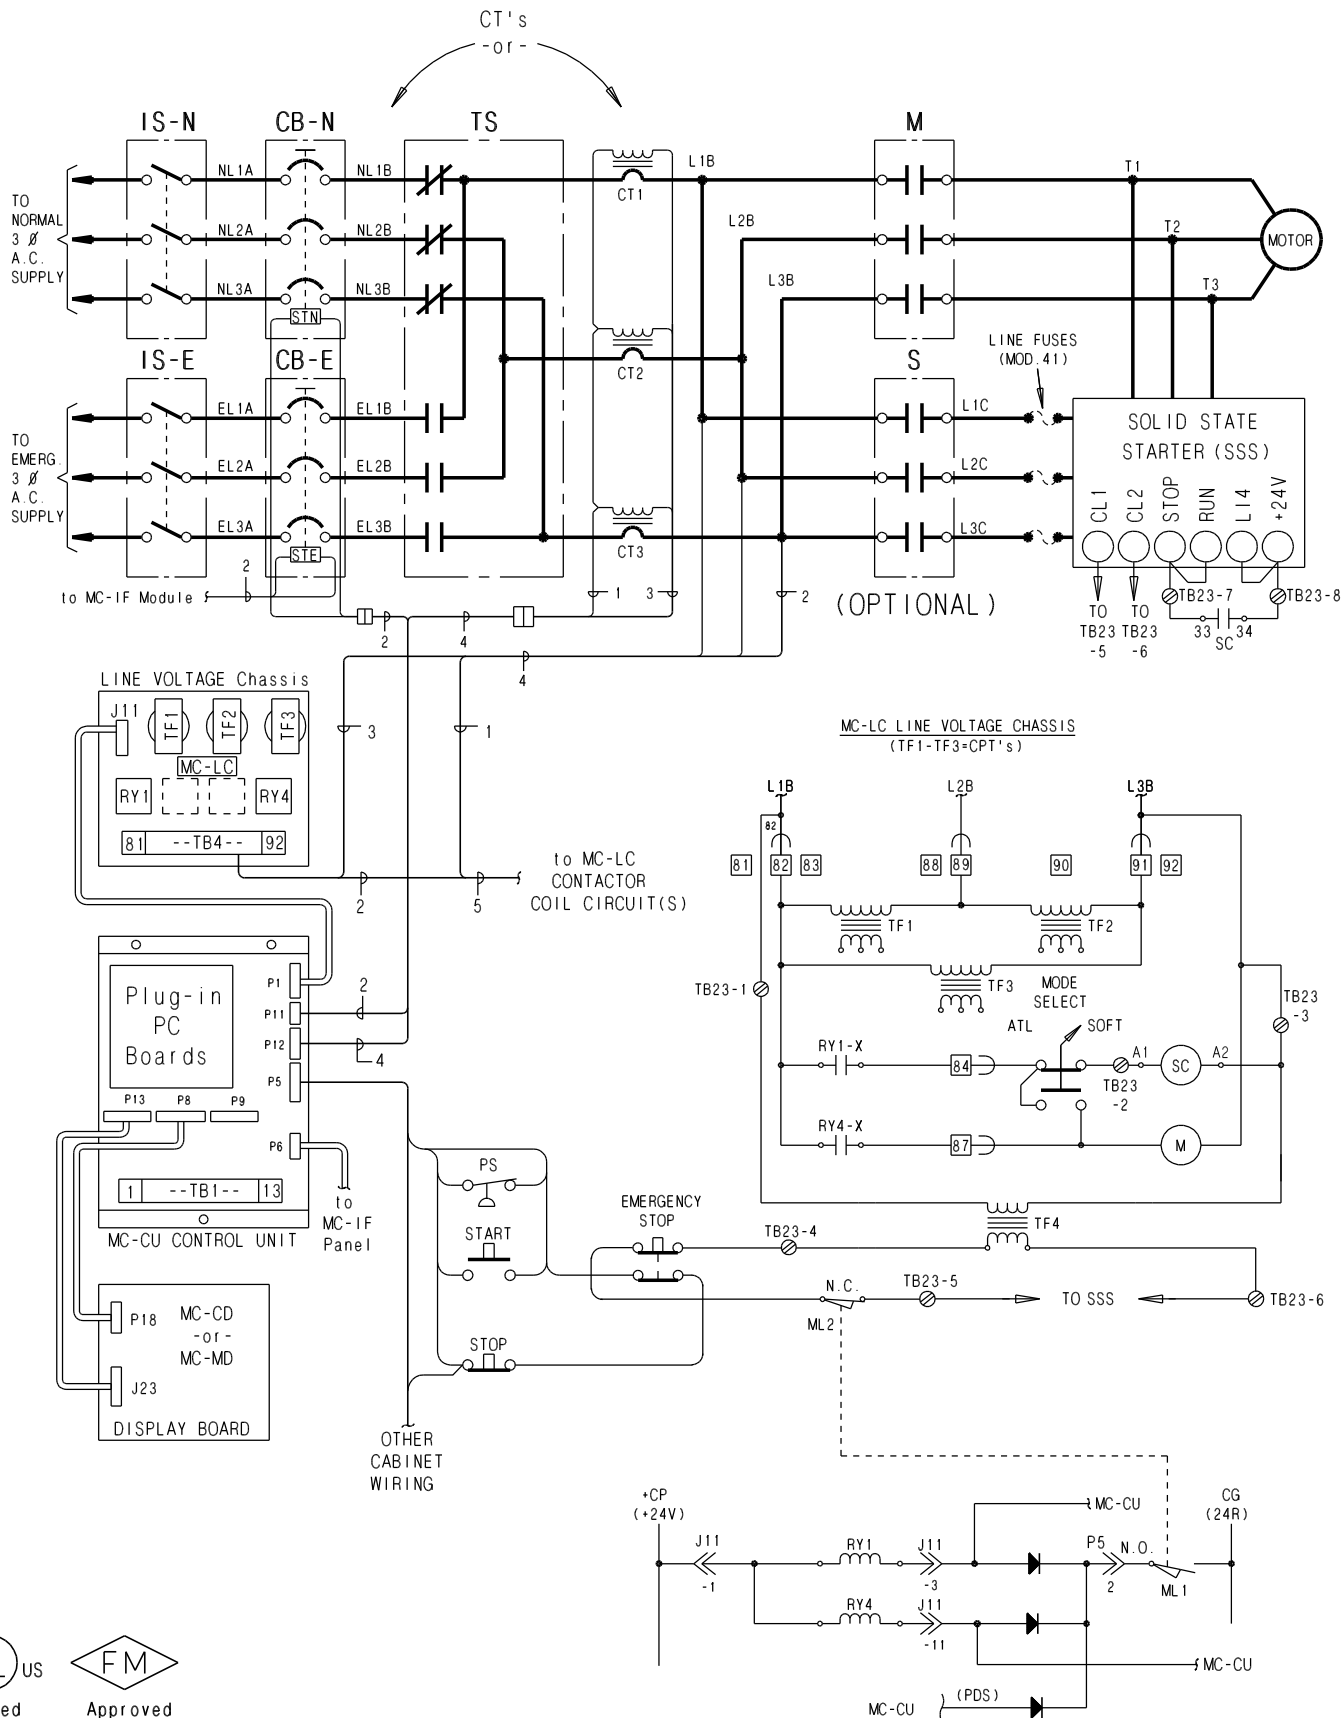 CT's
-or-
IS-N
CB-N
TS
M
L1B
T1
NL1A
NL1B
CT1
TO
NORMAL
3 Ø
A.C.
SUPPLY
NL2A
NL2B
L2B
T2
MOTOR
NL3A
NL3B
L3B
T3
STN
LINE FUSES
(MOD.41)
IS-E
CB-E
CT2
S
EL1A
EL1B
L1C
SOLID STATE
STARTER (SSS)
TO
EMERG.
3 Ø
A.C.
SUPPLY
EL2A
EL2B
L2C
CL1
CL2
STOP
RUN
LI4
+24V
EL3A
EL3B
CT3
L3C
STE
2
to MC-IF Module
1
3
2
(OPTIONAL)
TO
TB23
-5
TO
TB23
-6
TB23-7
TB23-8
33
SC
34
2
4
4
LINE VOLTAGE Chassis
J11
TF1
TF2
TF3
3
1
MC-LC
RY1
RY4
81
--TB4--
92
2
5
to MC-LC
CONTACTOR
COIL CIRCUIT(S)
MC-LC LINE VOLTAGE CHASSIS
(TF1-TF3=CPT's)
L1B
L2B
L3B
82
81
82
83
88
89
90
91
92
TF1
TF2
TB23-1
TF3
MODE
SELECT
TB23
-3
ATL
SOFT
RY1-X
84
A1
SC
A2
TB23
-2
RY4-X
87
M
TF4
P1
2
Plug-in
PC
Boards
P11
P12
4
P5
P13
P8
P9
P6
1
--TB1--
13
to
MC-IF
Panel
MC-CU CONTROL UNIT
PS
START
EMERGENCY
STOP
TB23-4
N.C.
TB23-5
TO SSS
TB23-6
ML2
STOP
P18
MC-CD
-or-
MC-MD
J23
DISPLAY BOARD
OTHER
CABINET
WIRING
+CP
(+24V)
CG
(24R)
MC-CU
J11
-1
RY1
J11
-3
P5
2
N.O.
ML1
RY4
J11
-11
MC-CU
MC-CU
(PDS)
US
FM
ed
Approved